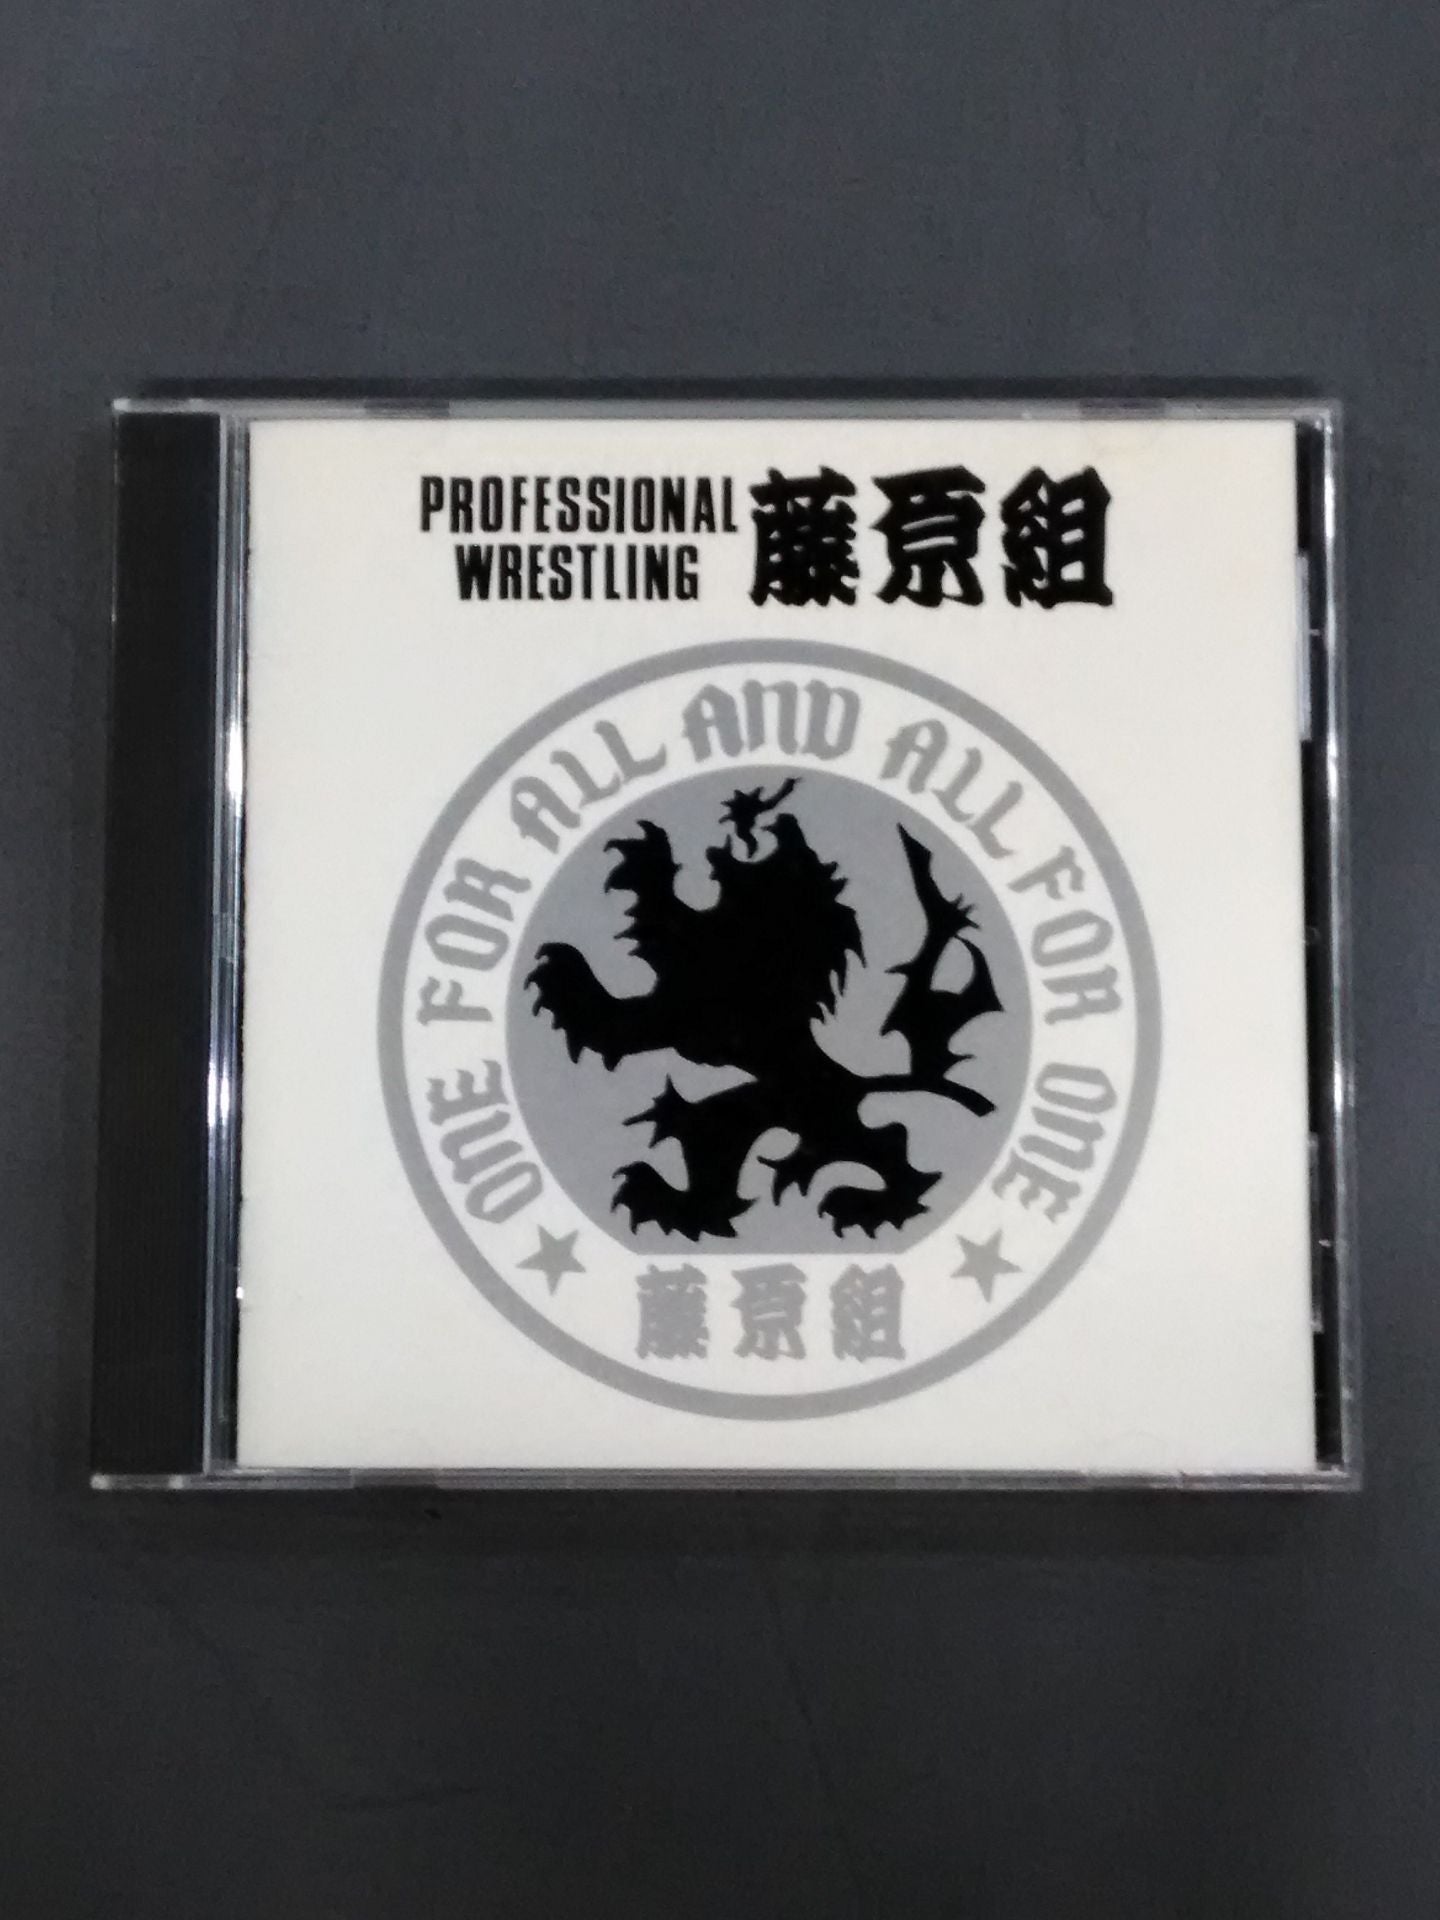 PROFESSIONAL
WRESTLING
藤原組
ONE FOR ALL AND ALL FOR ONE
藤原組